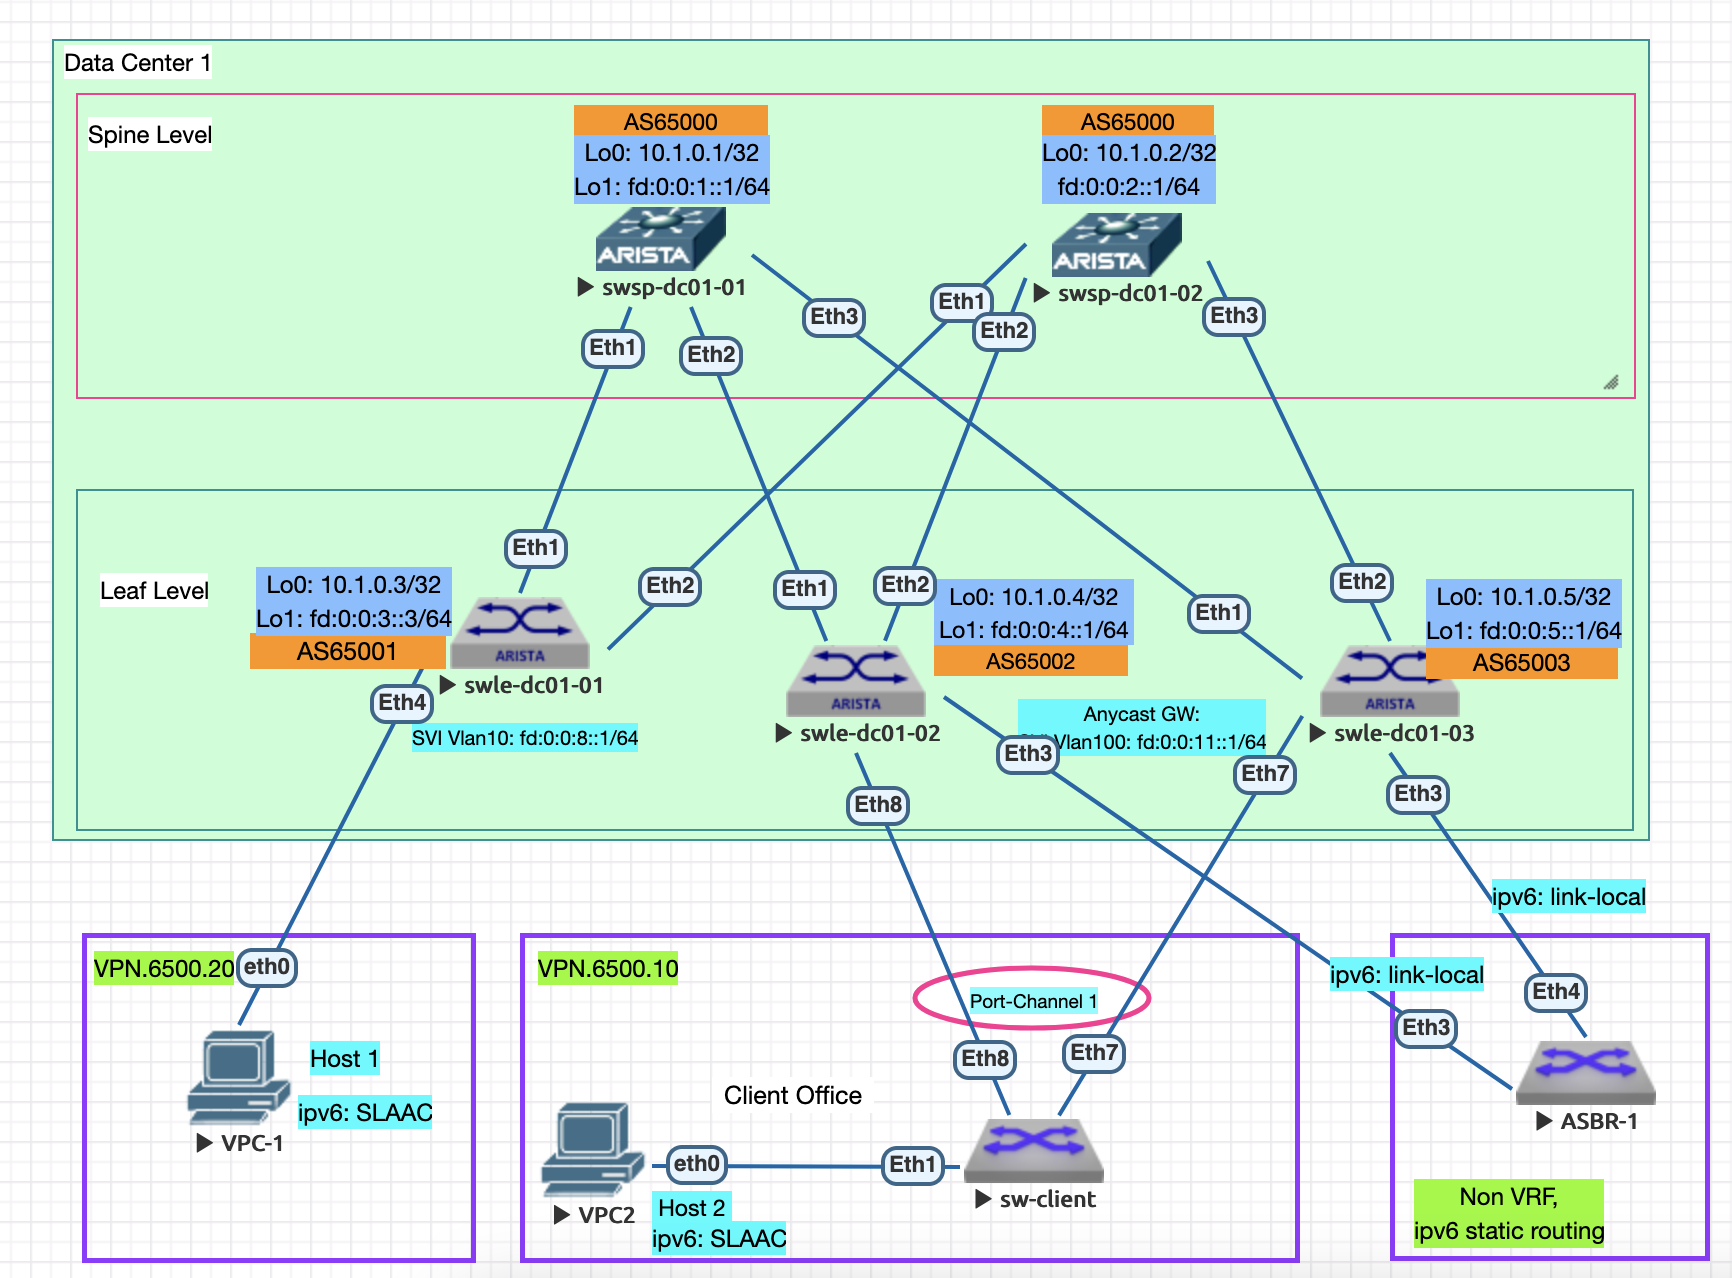 Data Center 1
Spine Level
AS65000
Lo0: 10.1.0.1/32
Lo1: fd:0:0:1::1/64
ARISTA
swsp-dc01-01
AS65000
Lo0: 10.1.0.2/32
fd:0:0:2::1/64
ARISTA
swsp-dc01-02
Eth1
Eth2
Eth3
Eth1
Eth2
Eth3
Leaf Level
Eth1
Eth2
Eth1
Eth2
Eth1
Eth2
Lo0: 10.1.0.3/32
Lo1: fd:0:0:3::3/64
AS65001
ARISTA
swle-dc01-01
Eth4
SVI Vlan10: fd:0:0:8::1/64
Lo0: 10.1.0.4/32
Lo1: fd:0:0:4::1/64
AS65002
ARISTA
swle-dc01-02
Anycast GW:
Vlan100: fd:0:0:11::1/64
Eth3
Eth8
Lo0: 10.1.0.5/32
Lo1: fd:0:0:5::1/64
AS65003
ARISTA
swle-dc01-03
Eth7
Eth3
ipv6: link-local
ipv6: link-local
VPN.6500.20
eth0
Host 1
ipv6: SLAAC
VPC-1
VPN.6500.10
Port-Channel 1
Eth8
Eth7
Client Office
eth0
Eth1
VPC2
Host 2
ipv6: SLAAC
sw-client
Eth4
Eth3
ASBR-1
Non VRF,
ipv6 static routing